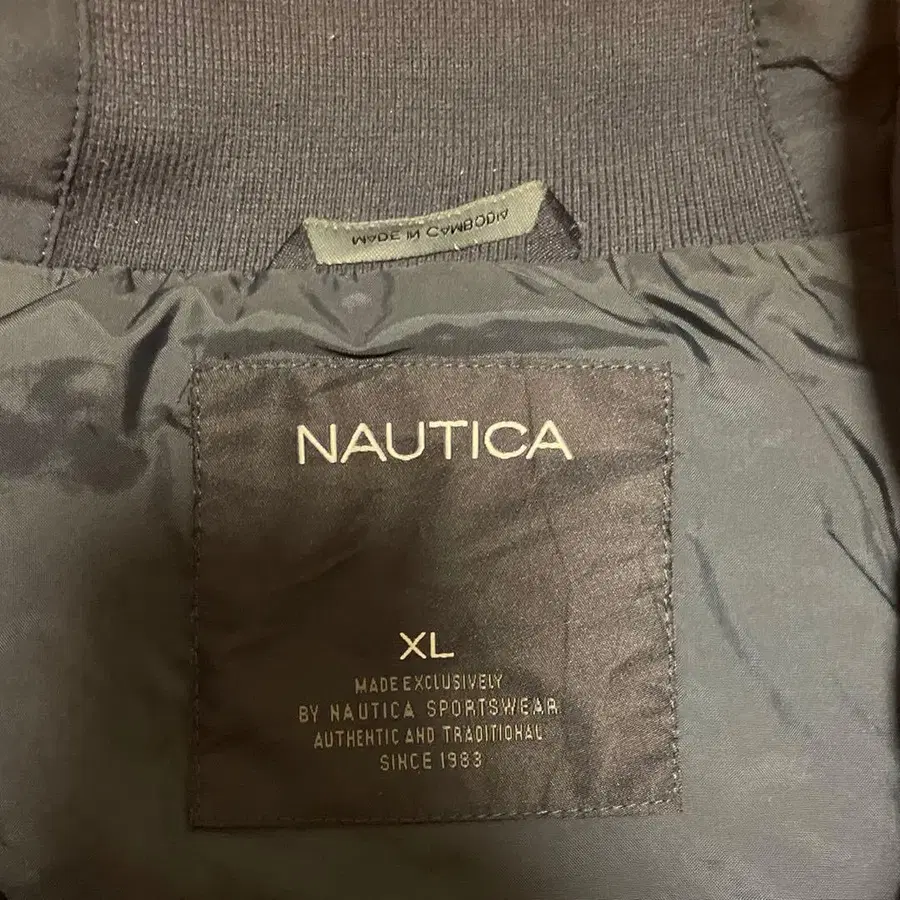 MADE IN CAMBODIA
NAUTICA
XL
MADE EXCLUSIVELY
BY NAUTICA SPORTSWEAR
AUTHENTIC AND TRADITIONAL
SINCE 1983